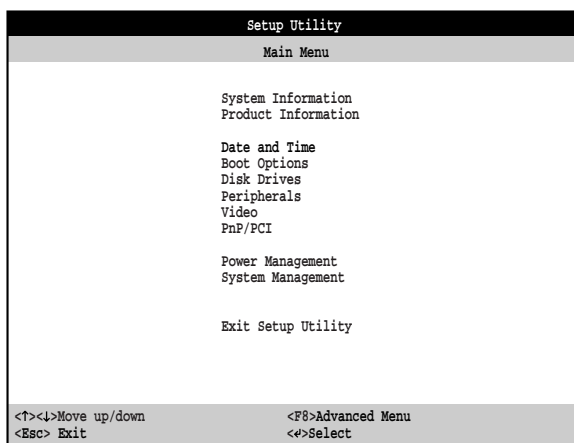 Setup Utility
Main Menu
System Information
Product Information
Date and Time
Boot Options
Disk Drives
Peripherals
Video
PnP/PCI
Power Management
System Management
Exit Setup Utility
<↑><↓>Move up/down <F8>Advanced Menu
<Esc> Exit <↵>Select